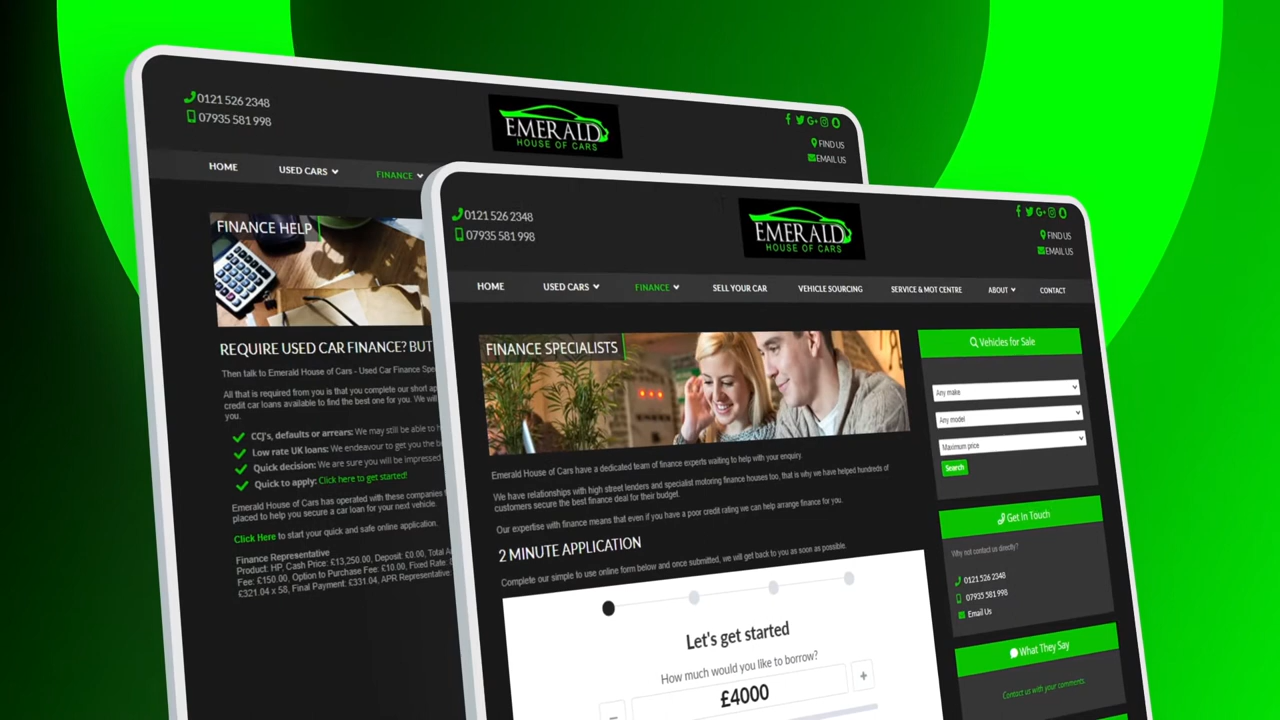 0121 526 2348
07935 581 998
EMERALD
HOUSE OF CARS
FIND US
EMAIL US
HOME
USED CARS
FINANCE
FINANCE HELP
REQUIRE USED CAR FINANCE? BUT
Then talk to Emerald House of Cars - Used Car Finance Spe
All that is required from you is that you complete our short ap
credit car loans available to find the best one for you. We will
you.
CCJ's, defaults or arrears: We may still be able to h
Low rate UK loans: We endeavour to get you the b
Quick decision: We are sure you will be impressed
Quick to apply: Click here to get started!
Emerald House of Cars has operated with these companies
placed to help you secure a car loan for your next vehicle.
Click Here to start your quick and safe online application.
Finance Representative
Product: HP, Cash Price: £13,250.00, Deposit: £0.00, Total A
Fee: £150.00, Option to Purchase Fee: £10.00, Fixed Rate:
£321.04 x 58, Final Payment: £331.04, APR Representative:
0121 526 2348
07935 581 998
EMERALD
HOUSE OF CARS
FIND US
EMAIL US
HOME
USED CARS
FINANCE
SELL YOUR CAR
VEHICLE SOURCING
SERVICE & MOT CENTRE
ABOUT
CONTACT
FINANCE SPECIALISTS
Emerald House of Cars have a dedicated team of finance experts waiting to help with your enquiry.
We have relationships with high street lenders and specialist motoring finance houses too, that is why we have helped hundreds of
customers secure the best finance deal for their budget.
Our expertise with finance means that even if you have a poor credit rating we can help arrange finance for you.
2 MINUTE APPLICATION
Complete our simple to use online form below and once submitted, we will get back to you as soon as possible.
Let's get started
How much would you like to borrow?
− £4000 +
Vehicles for Sale
Any make
Any model
Maximum price
Search
Get In Touch
Why not contact us directly?
0121 526 2348
07935 581 998
Email Us
What They Say
Contact us with your comments.